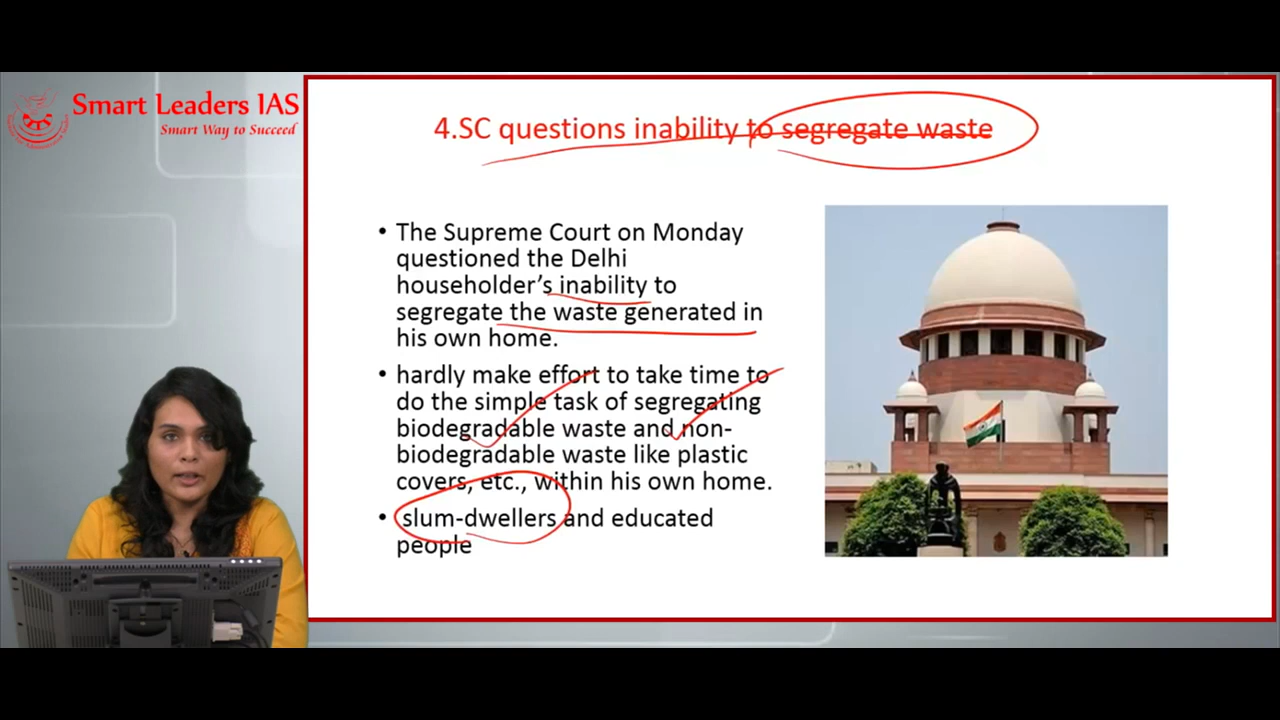 Smart Leaders IAS
Smart Way to Succeed
4.SC questions inability to segregate waste
• The Supreme Court on Monday
questioned the Delhi
householder’s inability to
segregate the waste generated in
his own home.
• hardly make effort to take time to
do the simple task of segregating
biodegradable waste and non-
biodegradable waste like plastic
covers, etc., within his own home.
• slum-dwellers and educated
people